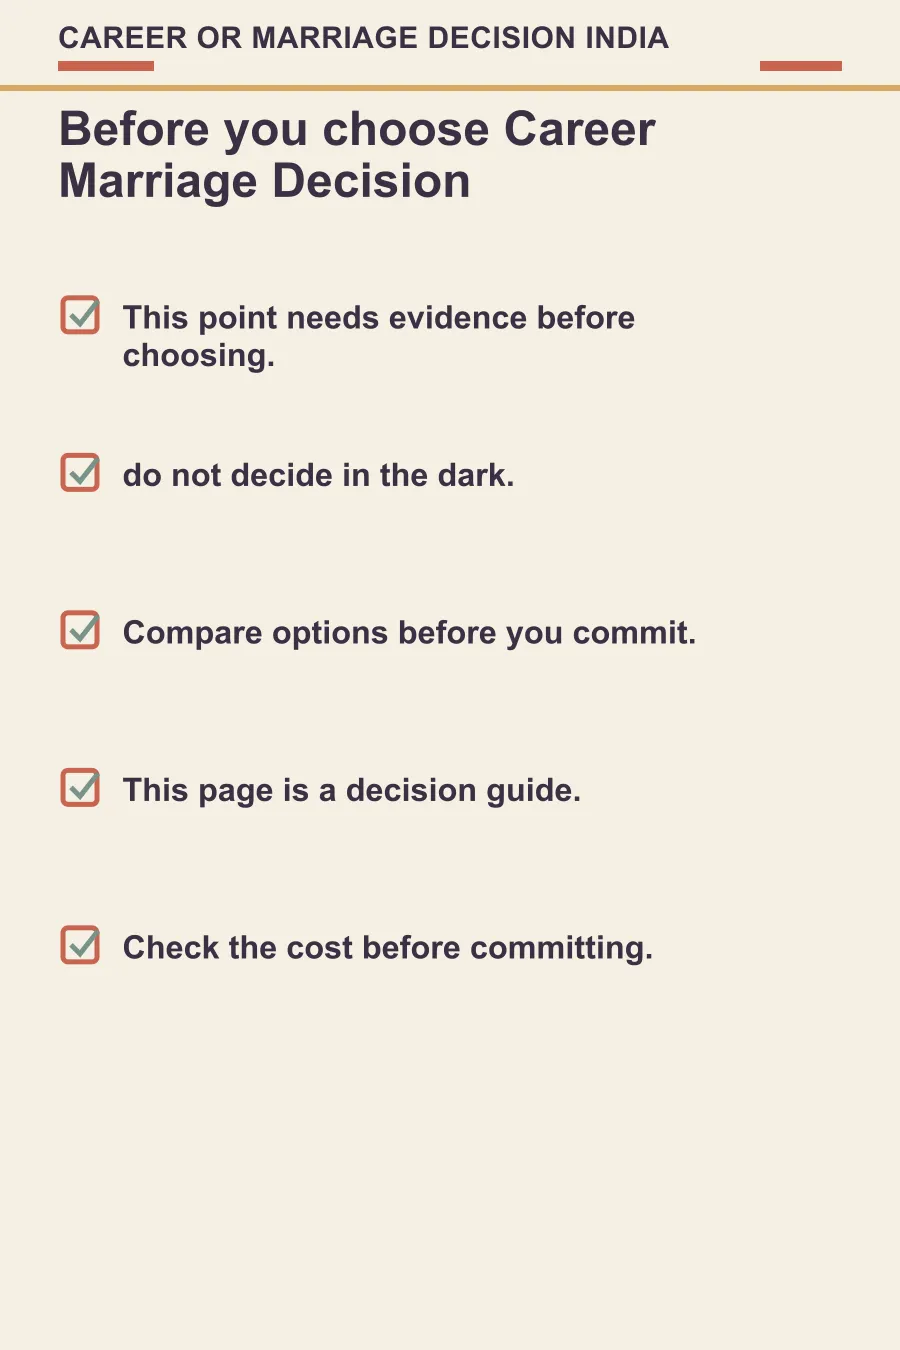 CAREER OR MARRIAGE DECISION INDIA
Before you choose Career
Marriage Decision
This point needs evidence before
choosing.
do not decide in the dark.
Compare options before you commit.
This page is a decision guide.
Check the cost before committing.